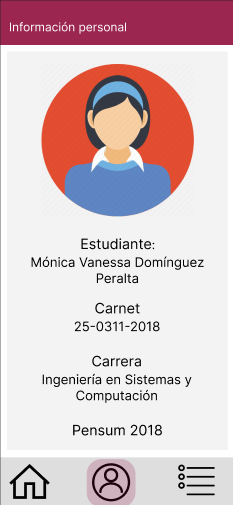 Información personal
Estudiante:
Mónica Vanessa Domínguez
Peralta
Carnet
25-0311-2018
Carrera
Ingeniería en Sistemas y
Computación
Pensum 2018